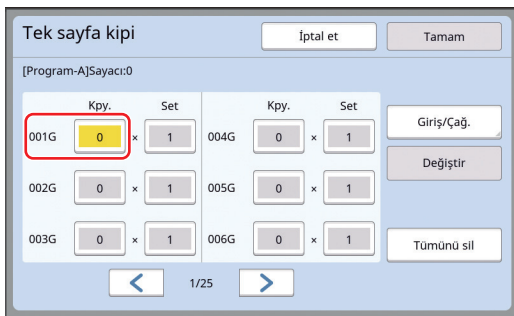 Tek sayfa kipi İptal et Tamam
[Program-A]Sayacı:0
Kpy. Set Kpy. Set
001G 0 × 1 004G 0 × 1 Giriş/Çağ.
Değiştir
002G 0 × 1 005G 0 × 1
003G 0 × 1 006G 0 × 1 Tümünü sil
1/25